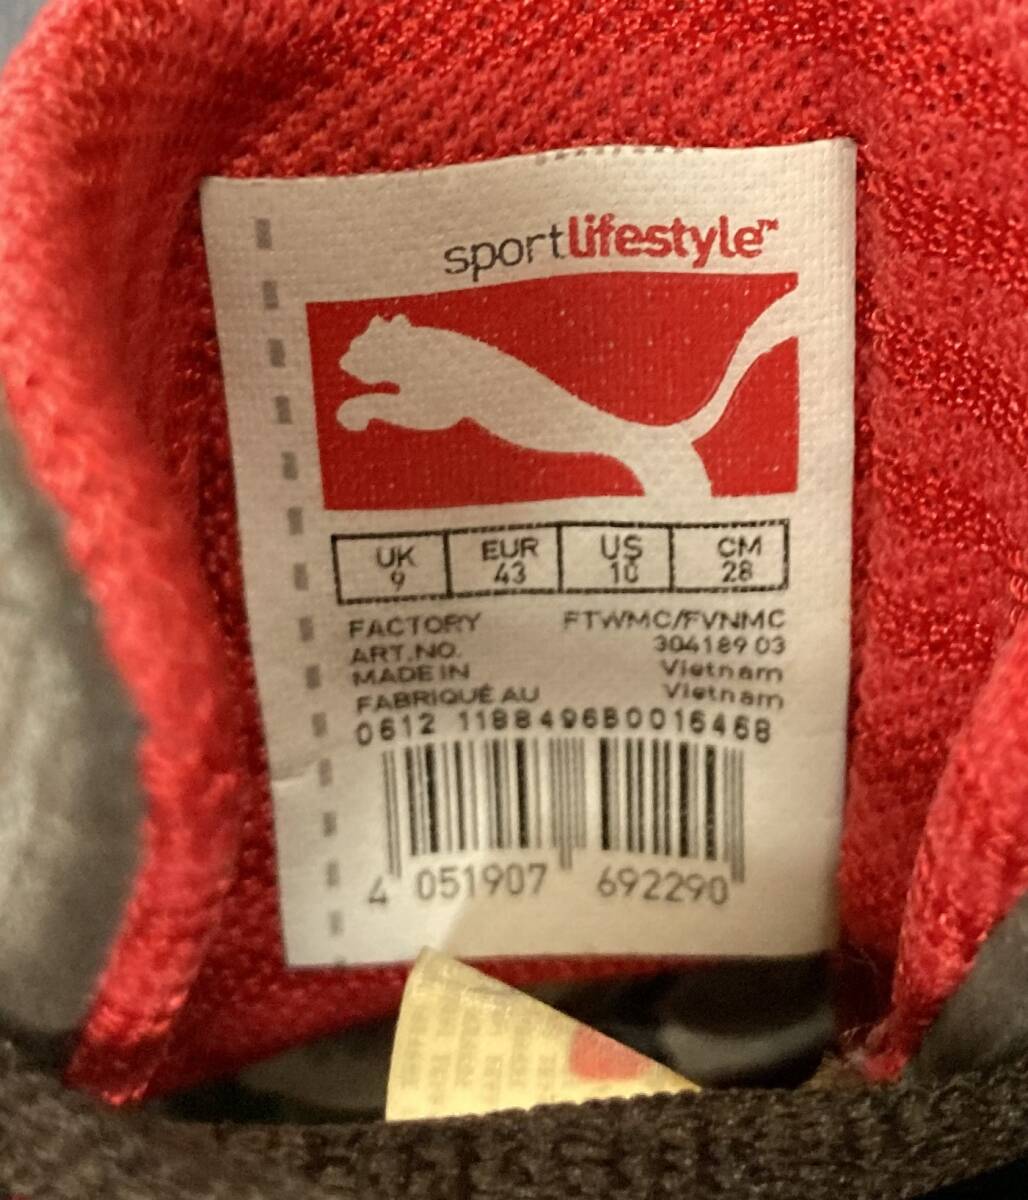 sportlifestyle™
UK EUR US CM
9 43 10 28
FACTORY FTWMC/FVNMC
ART.NO. 304189 03
MADE IN Vietnam
FABRIQUÉ AU Vietnam
0612 1188496B0016468
4 051907 692290